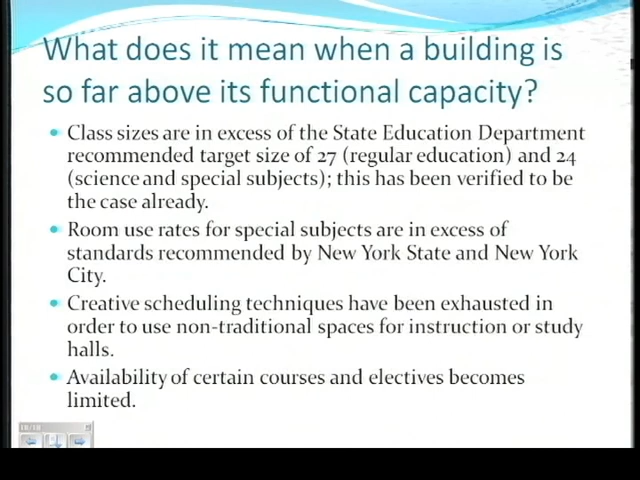 What does it mean when a building is
so far above its functional capacity?
• Class sizes are in excess of the State Education Department
recommended target size of 27 (regular education) and 24
(science and special subjects); this has been verified to be
the case already.
• Room use rates for special subjects are in excess of
standards recommended by New York State and New York
City.
• Creative scheduling techniques have been exhausted in
order to use non-traditional spaces for instruction or study
halls.
• Availability of certain courses and electives becomes
limited.